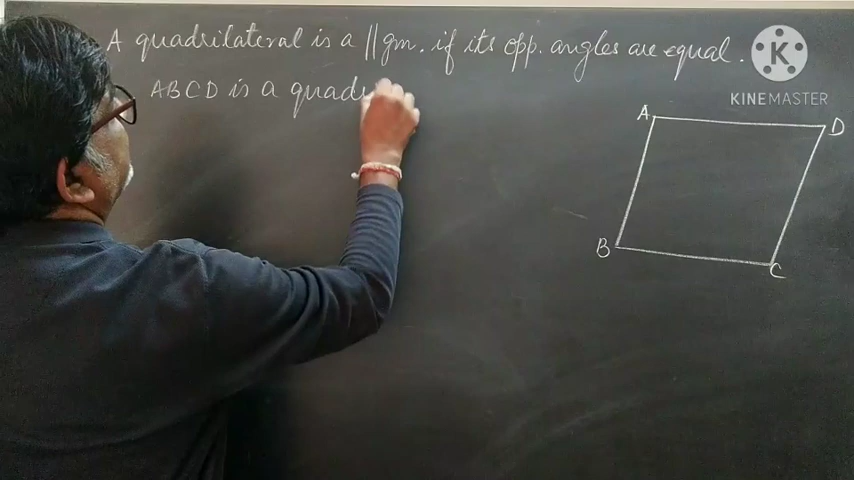 A quadrilateral is a ||gm. if its opp. angles are equal.
ABCD is a quad
K
KINEMASTER
A
D
B
C